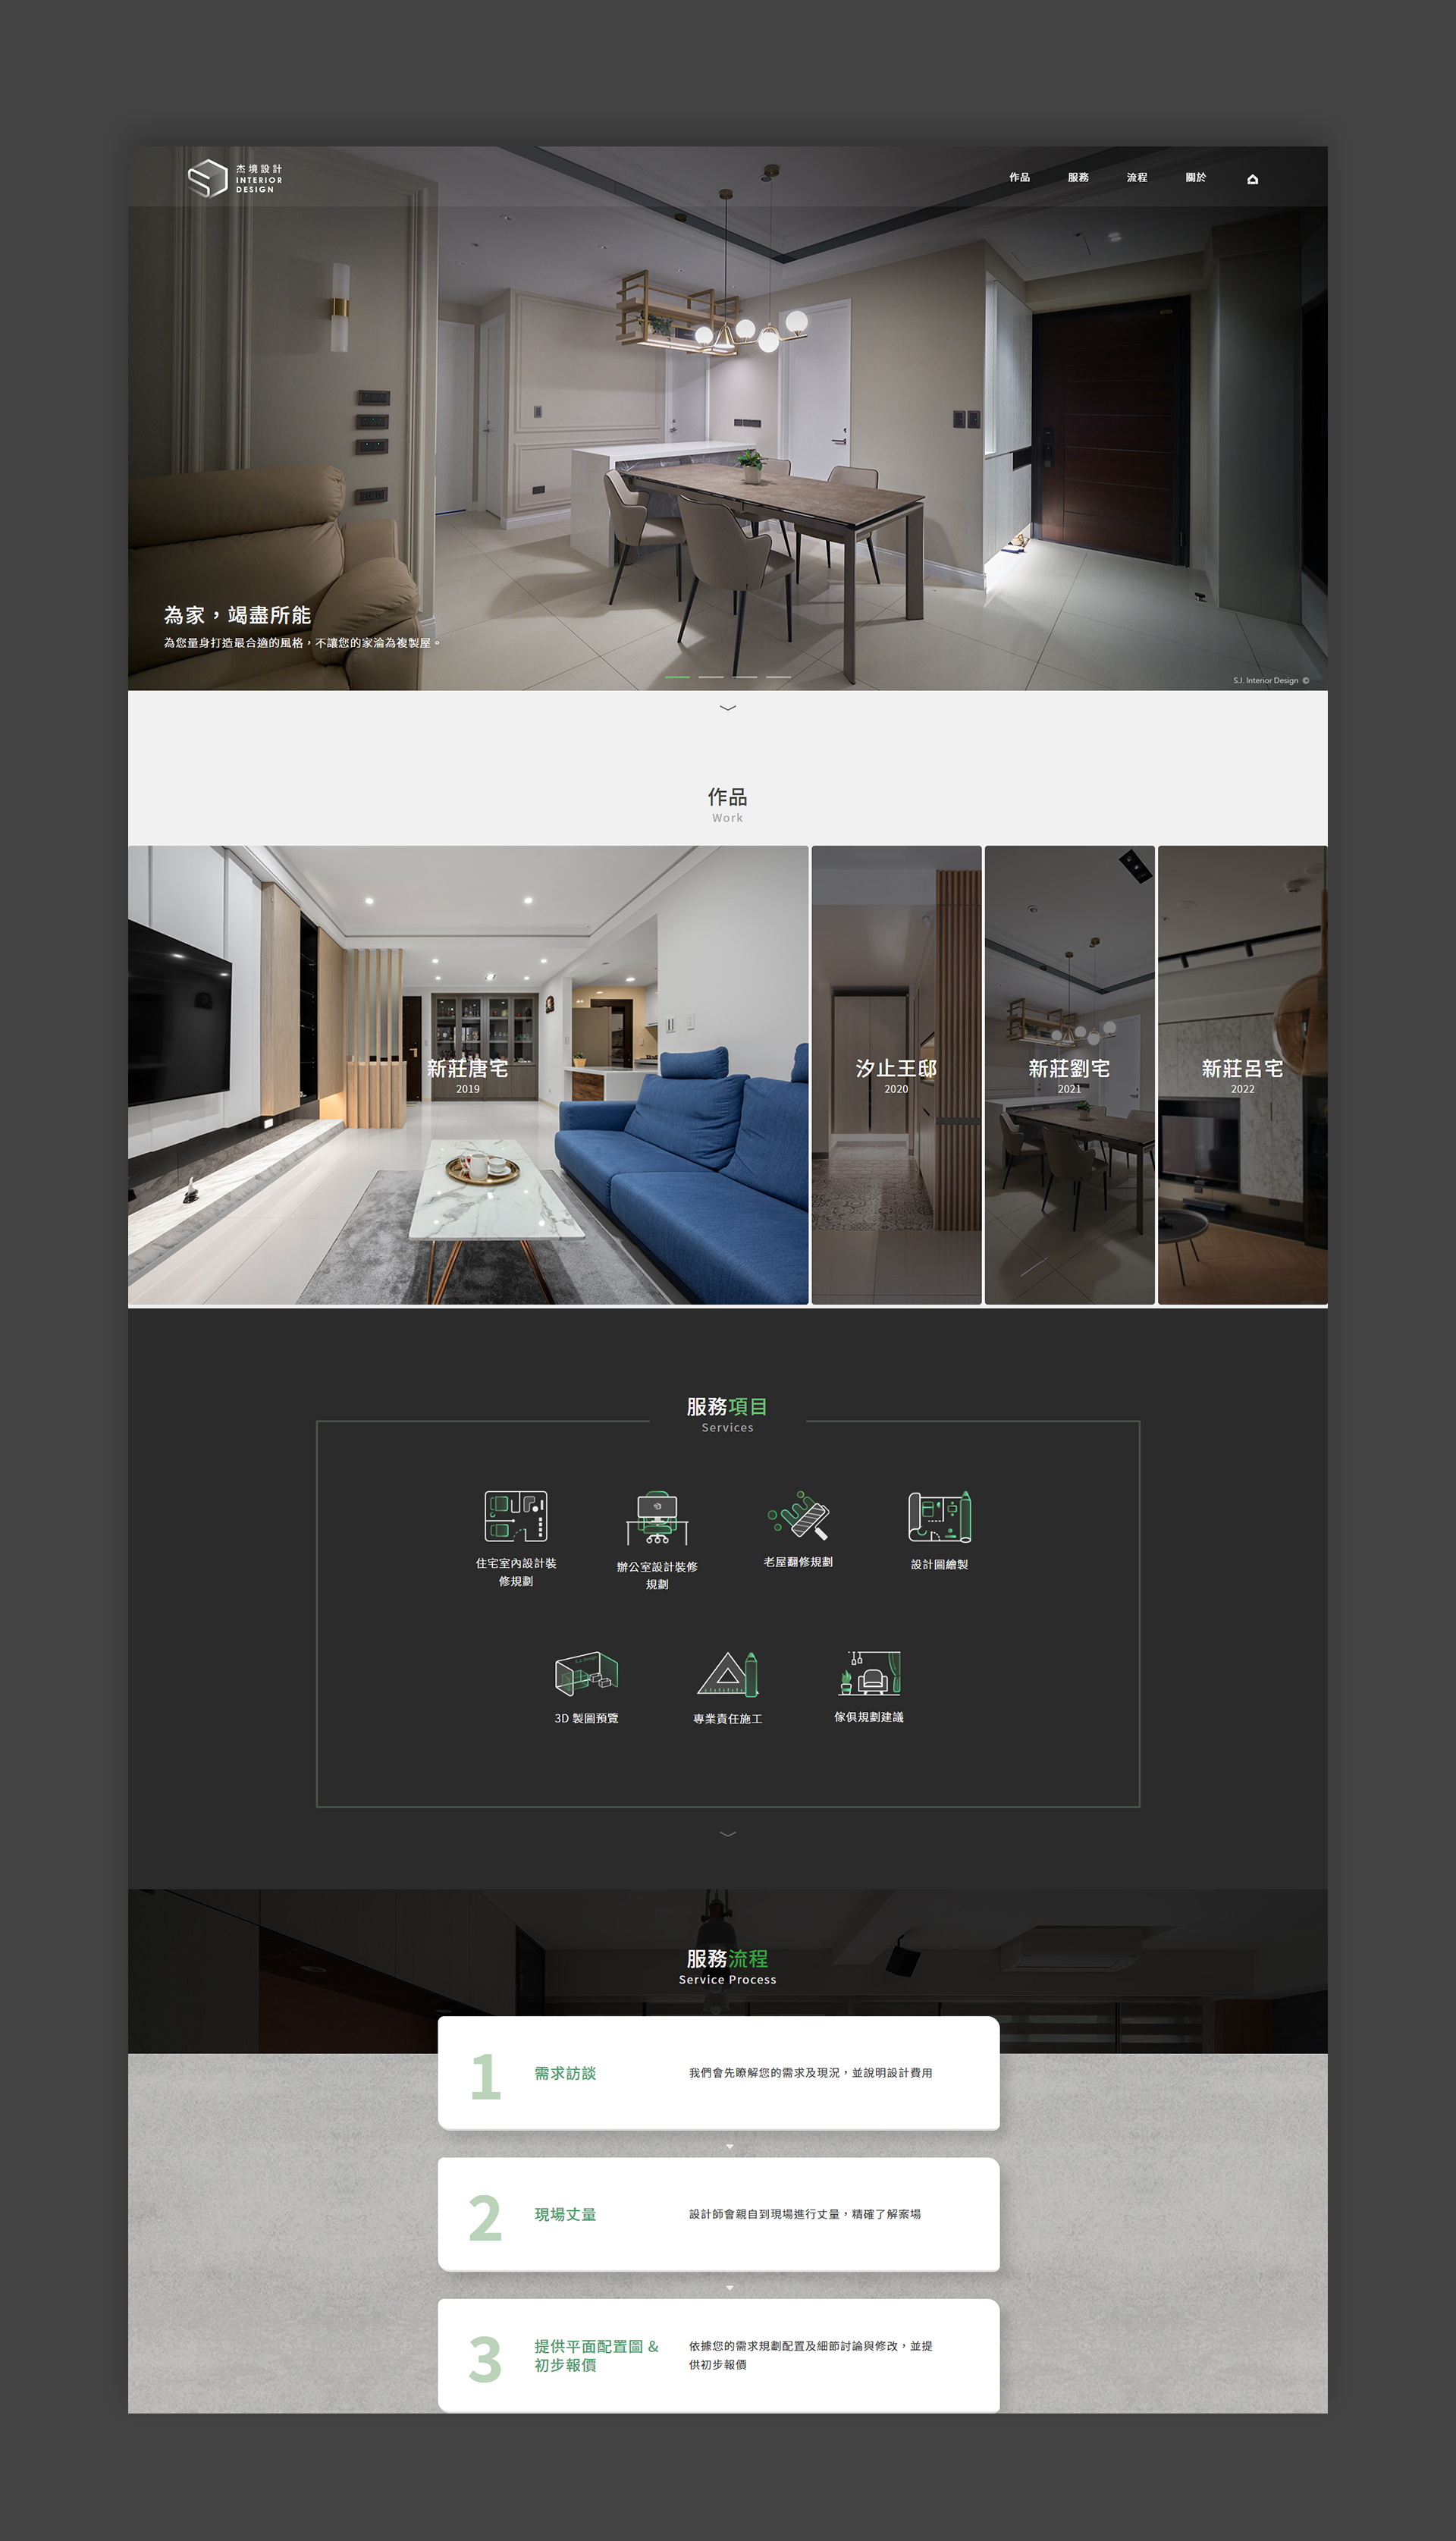 杰境設計
INTERIOR
DESIGN
作品
服務
流程
關於
為家，竭盡所能
為您量身打造最合適的風格，不讓您的家淪為複製屋。
S.J. Interior Design ©
作品
Work
新莊唐宅
2019
汐止王邸
2020
新莊劉宅
2021
新莊呂宅
2022
服務項目
Services
住宅室內設計裝
修規劃
辦公室設計裝修
規劃
老屋翻修規劃
設計圖繪製
3D 製圖預覽
專業責任施工
傢俱規劃建議
服務流程
Service Process
1
需求訪談
我們會先瞭解您的需求及現況，並說明設計費用
2
現場丈量
設計師會親自到現場進行丈量，精確了解案場
3
提供平面配置圖 &
初步報價
依據您的需求規劃配置及細節討論與修改，並提
供初步報價